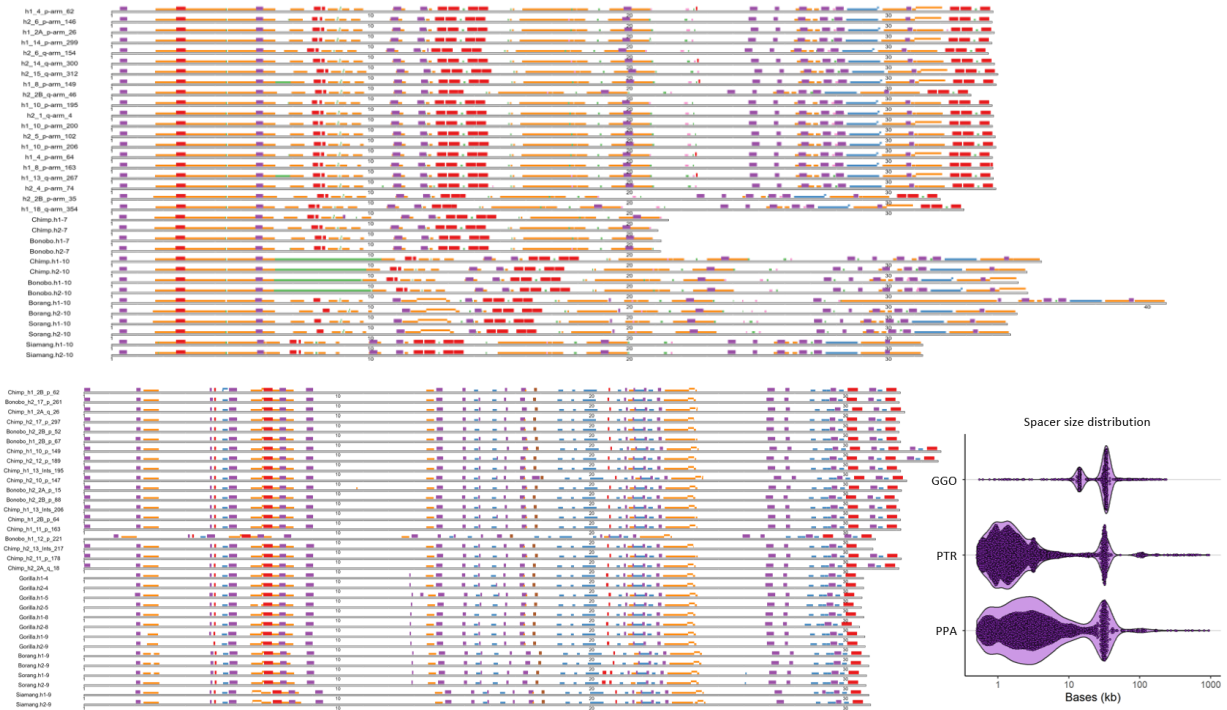 h1_4_p-arm_62
h2_6_p-arm_146
h1_2A_p-arm_26
h1_14_p-arm_299
h2_6_q-arm_154
h2_14_q-arm_300
h2_15_q-arm_312
h1_8_p-arm_149
h2_2B_q-arm_46
h1_10_p-arm_195
h2_1_q-arm_4
h1_10_p-arm_200
h2_5_p-arm_102
h1_10_p-arm_206
h1_4_p-arm_64
h1_8_p-arm_163
h1_13_q-arm_267
h2_4_p-arm_74
h2_2B_p-arm_35
h1_18_q-arm_354
Chimp.h1-7
Chimp.h2-7
Bonobo.h1-7
Bonobo.h2-7
Chimp.h1-10
Chimp.h2-10
Bonobo.h1-10
Bonobo.h2-10
Borang.h1-10
Borang.h2-10
Sorang.h1-10
Sorang.h2-10
Siamang.h1-10
Siamang.h2-10
10 20 30 40
Chimp_h1_2B_p_62
Bonobo_h2_17_p_261
Chimp_h1_2A_q_26
Chimp_h2_17_p_297
Bonobo_h2_2B_p_52
Bonobo_h1_2B_p_67
Chimp_h1_10_p_149
Chimp_h2_12_p_189
Chimp_h1_13_Ints_195
Chimp_h2_10_p_147
Bonobo_h2_2A_p_15
Bonobo_h2_2B_p_68
Chimp_h1_13_Ints_206
Chimp_h1_2B_p_64
Chimp_h1_11_p_163
Bonobo_h1_12_p_221
Chimp_h2_13_Ints_217
Chimp_h2_11_p_178
Chimp_h2_2A_q_18
Gorilla.h1-4
Gorilla.h2-4
Gorilla.h1-5
Gorilla.h2-5
Gorilla.h1-8
Gorilla.h2-8
Gorilla.h1-9
Gorilla.h2-9
Borang.h1-9
Borang.h2-9
Sorang.h1-9
Sorang.h2-9
Siamang.h1-9
Siamang.h2-9
10 20 30
Spacer size distribution
GGO
PTR
PPA
1 10 100 1000
Bases (kb)